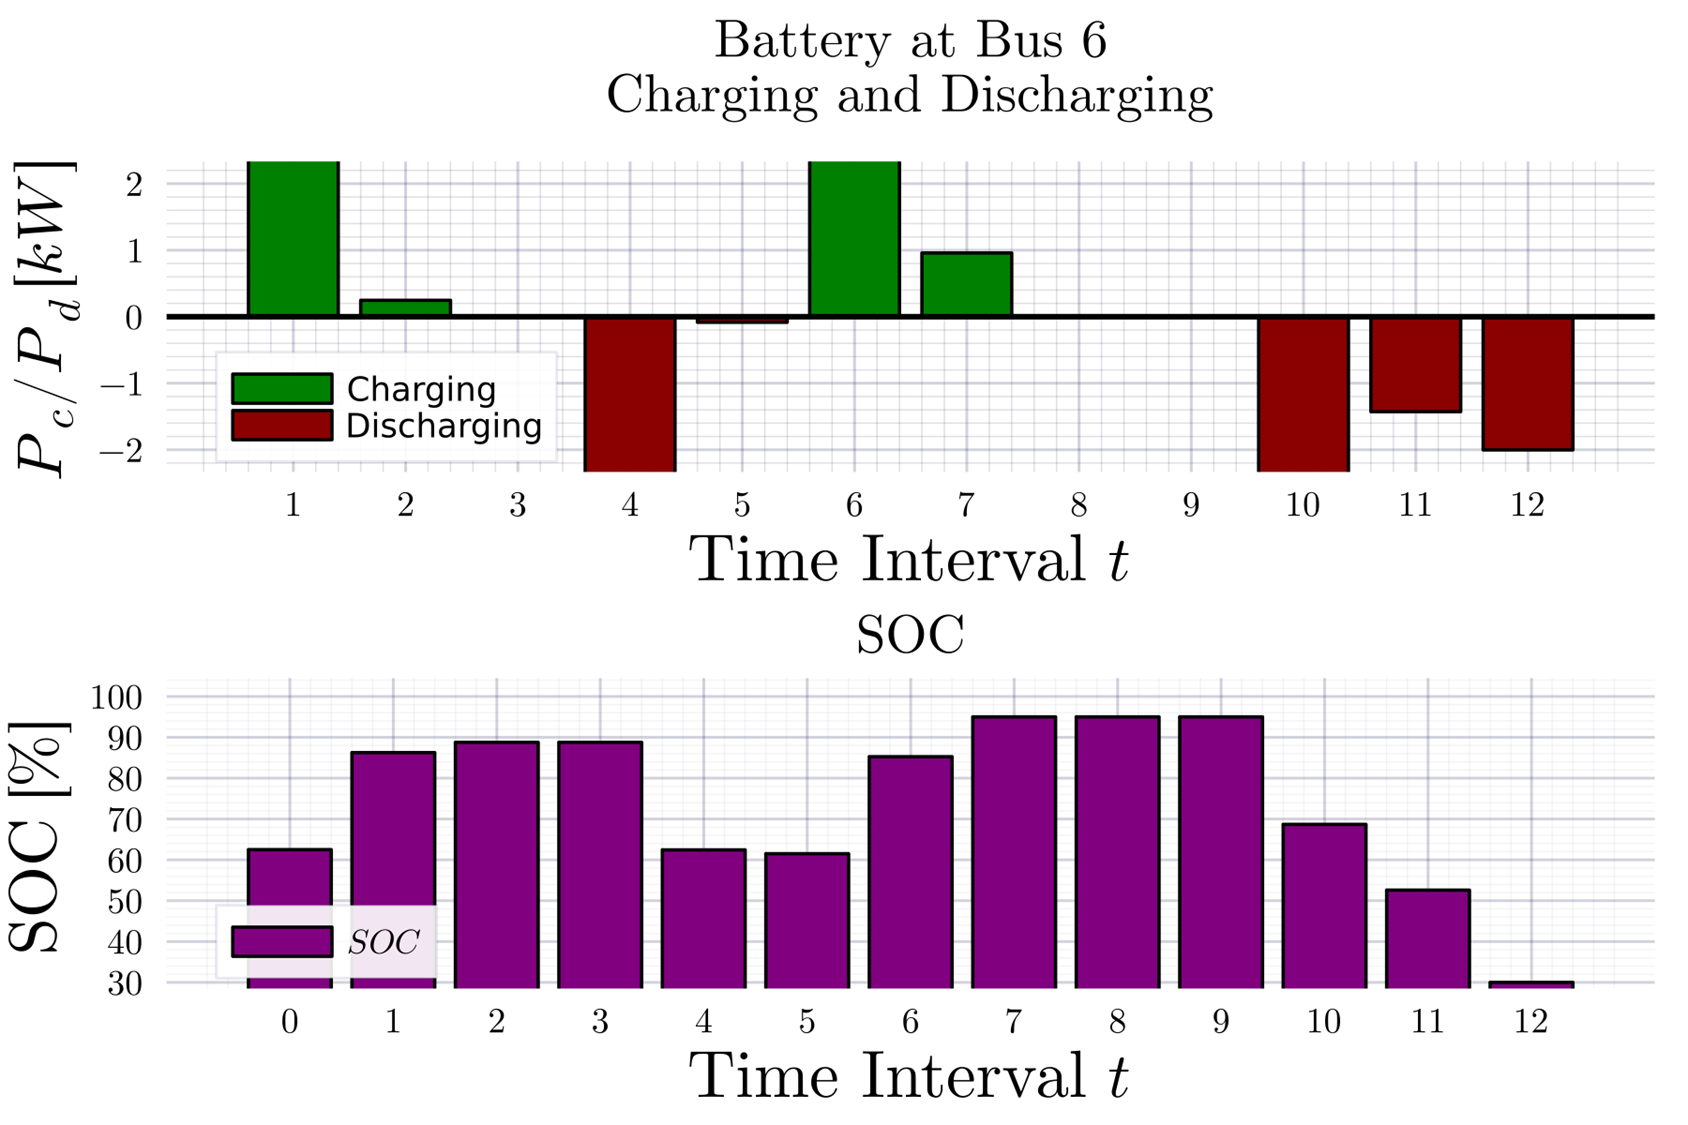 Battery at Bus 6
Charging and Discharging
P_c / P_d [kW]
2
1
0
−1
−2
Charging
Discharging
1 2 3 4 5 6 7 8 9 10 11 12
Time Interval t
SOC
SOC [%]
100
90
80
70
60
50
40
30
SOC
0 1 2 3 4 5 6 7 8 9 10 11 12
Time Interval t